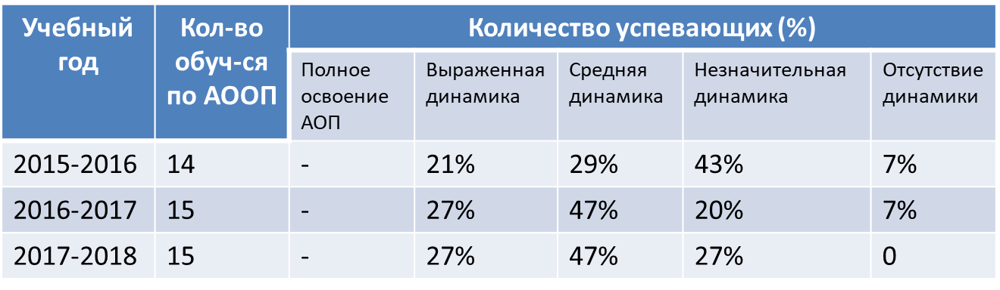 Учебный год
Кол-во обуч-ся по АООП
Количество успевающих (%)
Полное освоение АОП
Выраженная динамика
Средняя динамика
Незначительная динамика
Отсутствие динамики
2015-2016 14 - 21% 29% 43% 7%
2016-2017 15 - 27% 47% 20% 7%
2017-2018 15 - 27% 47% 27% 0